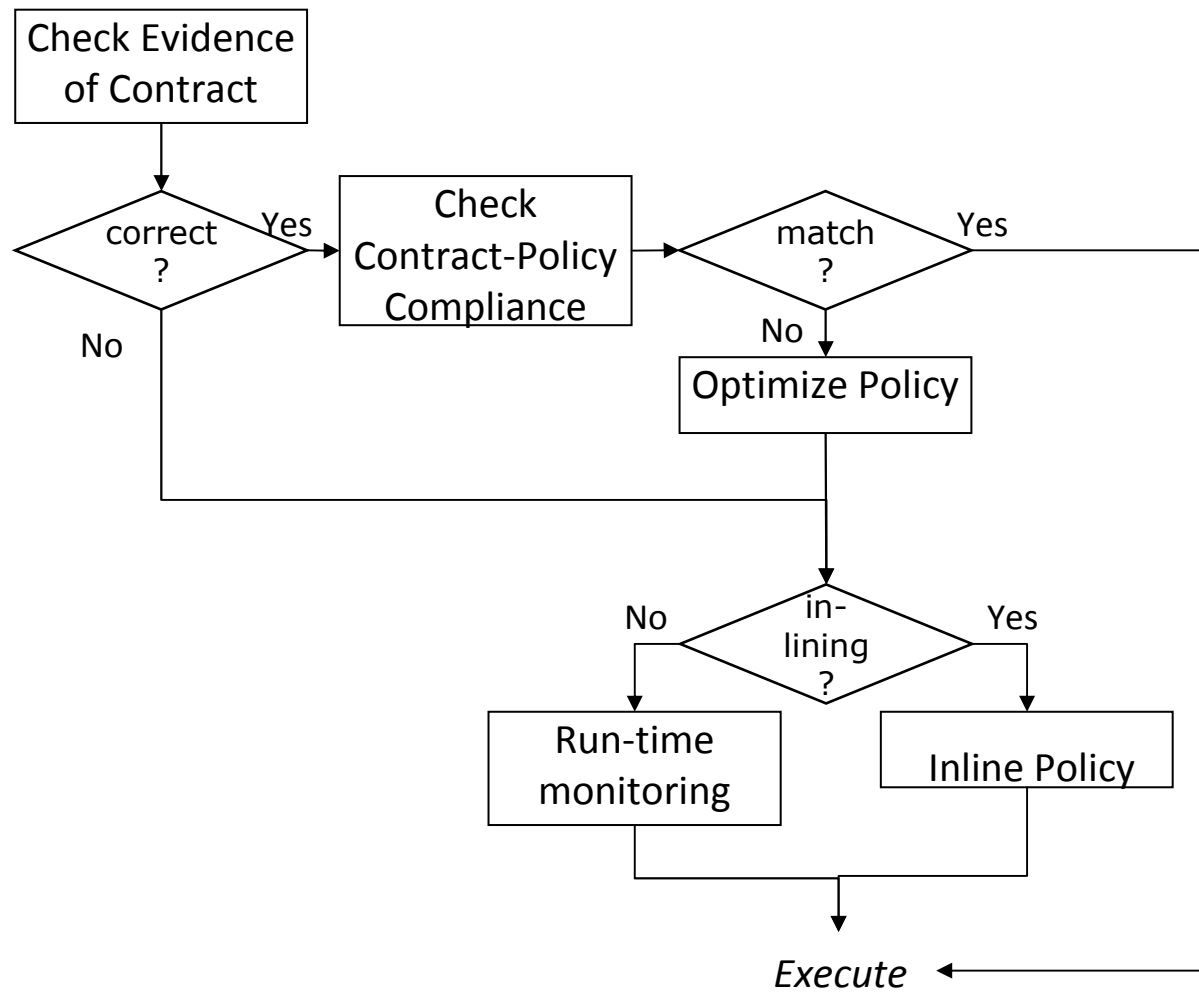 Check Evidence
of Contract
correct
?
Yes
Check
Contract-Policy
Compliance
match
?
Yes
No
No
Optimize Policy
in-
lining
?
No
Yes
Run-time
monitoring
Inline Policy
Execute